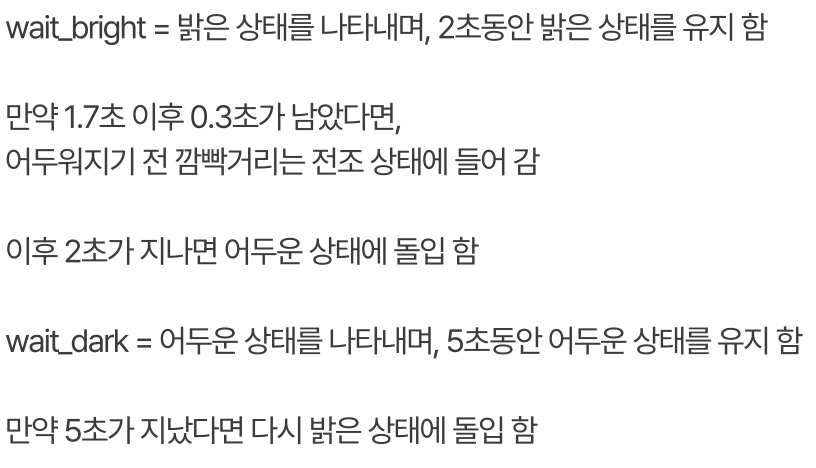 wait_bright = 밝은 상태를 나타내며, 2초동안 밝은 상태를 유지 함
만약 1.7초 이후 0.3초가 남았다면,
어두워지기 전 깜빡거리는 전조 상태에 들어 감
이후 2초가 지나면 어두운 상태에 돌입 함
wait_dark = 어두운 상태를 나타내며, 5초동안 어두운 상태를 유지 함
만약 5초가 지났다면 다시 밝은 상태에 돌입 함